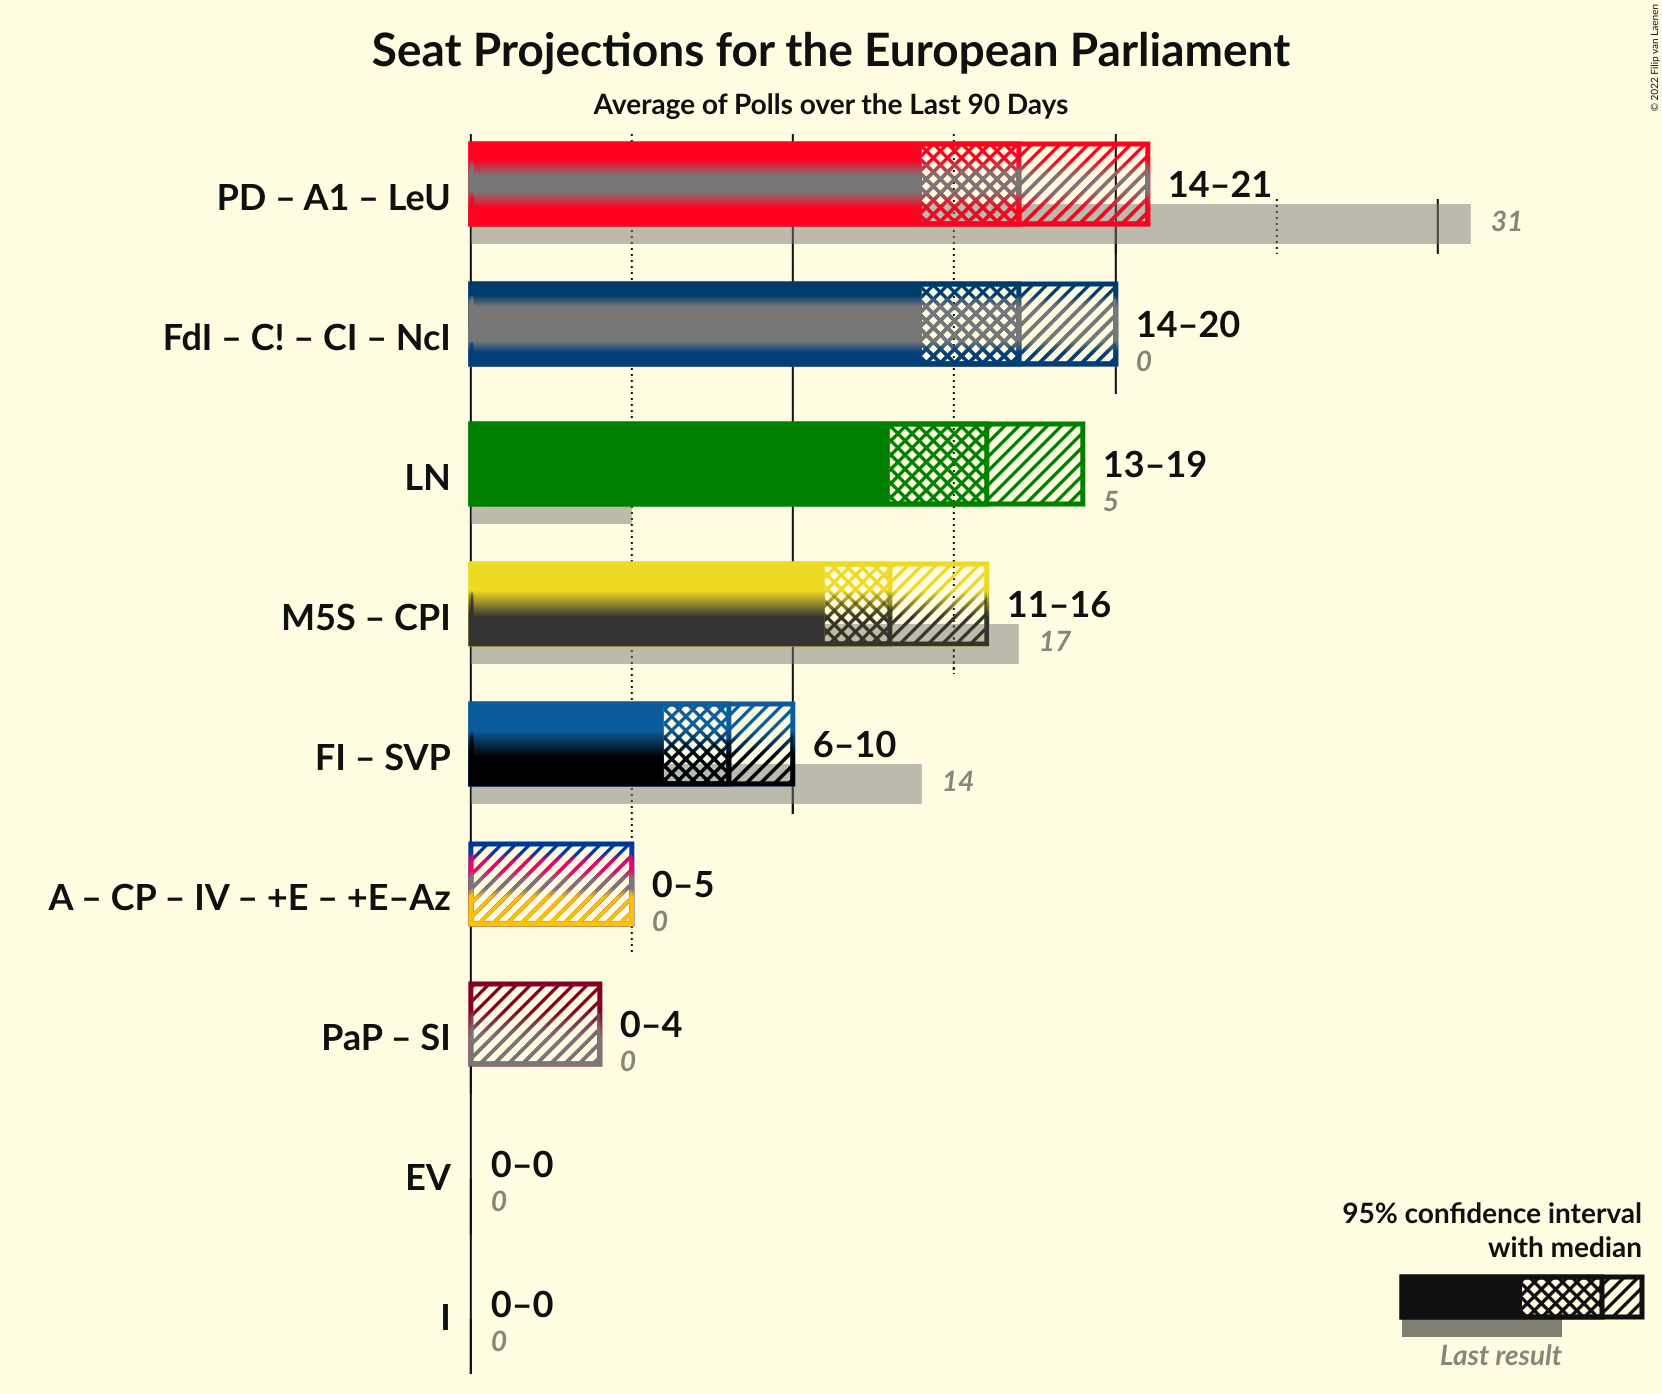 Seat Projections for the European Parliament
Average of Polls over the Last 90 Days
© 2022 Filip van Laenen
PD – A1 – LeU
14–21
31
FdI – C! – CI – NcI
14–20
0
LN
13–19
5
M5S – CPI
11–16
17
FI – SVP
6–10
14
A – CP – IV – +E – +E–Az
0–5
0
PaP – SI
0–4
0
EV
0–0
0
I
0–0
0
95% confidence interval
with median
Last result